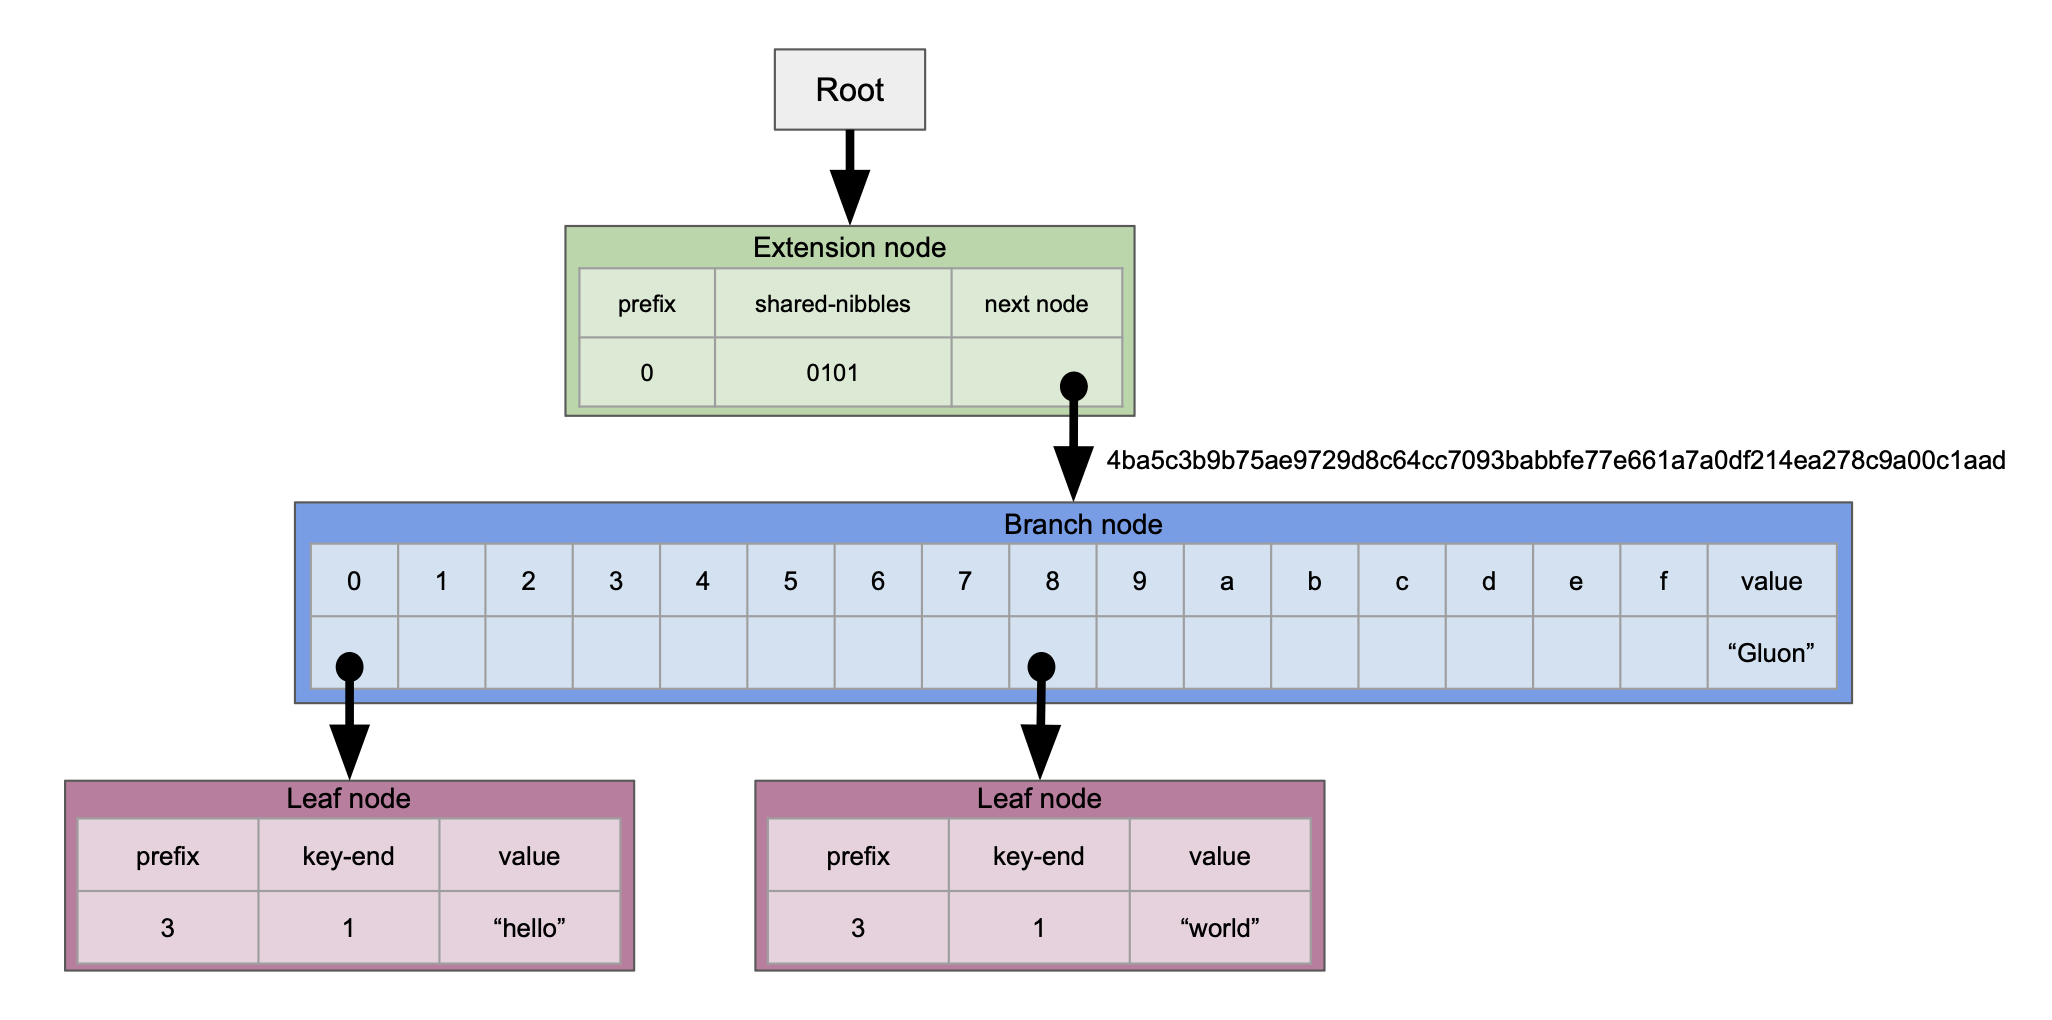 Root
Extension node
prefix shared-nibbles next node
0 0101
4ba5c3b9b75ae9729d8c64cc7093babbfe77e661a7a0df214ea278c9a00c1aad
Branch node
0 1 2 3 4 5 6 7 8 9 a b c d e f value
“Gluon”
Leaf node
prefix key-end value
3 1 “hello”
Leaf node
prefix key-end value
3 1 “world”